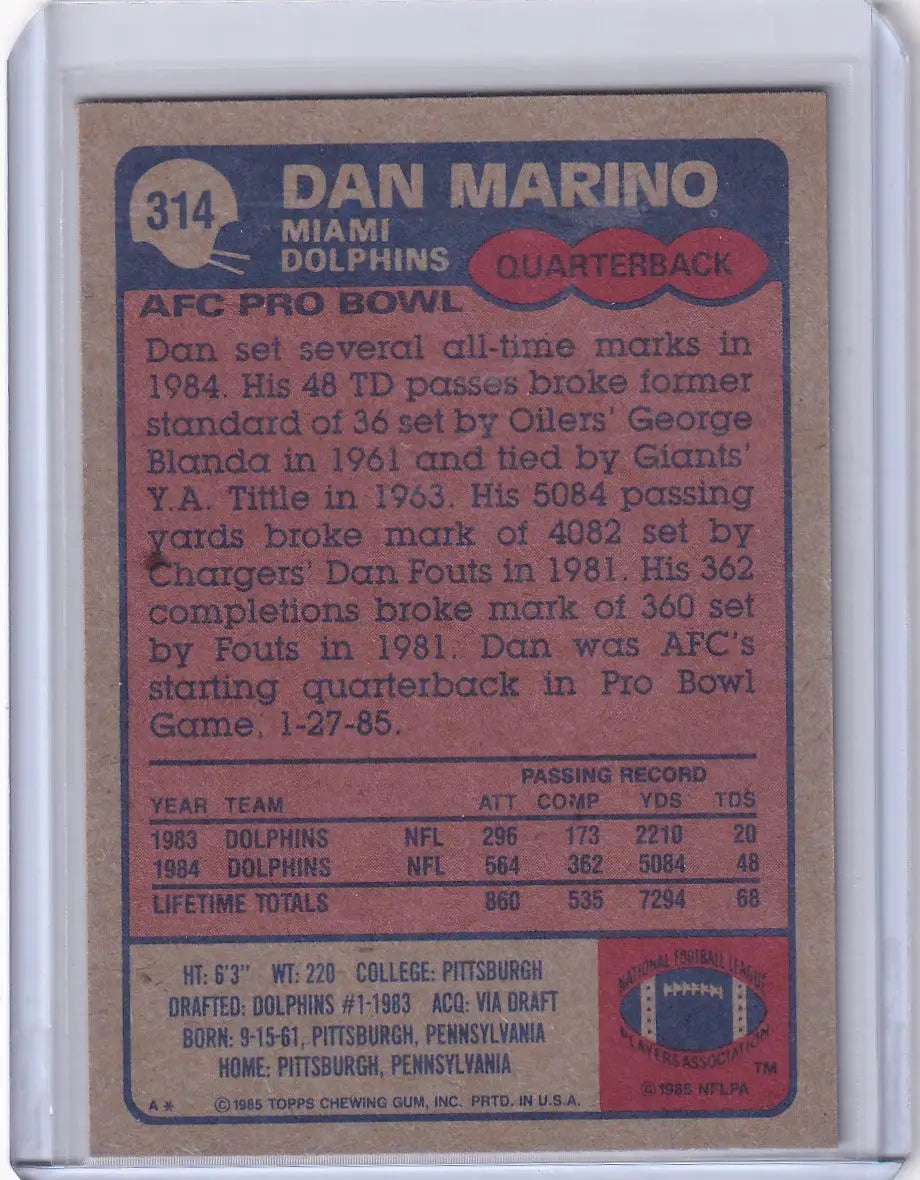 314
DAN MARINO
MIAMI
DOLPHINS
QUARTERBACK
AFC PRO BOWL
Dan set several all-time marks in
1984. His 48 TD passes broke former
standard of 36 set by Oilers' George
Blanda in 1961 and tied by Giants'
Y.A. Tittle in 1963. His 5084 passing
yards broke mark of 4082 set by
Chargers' Dan Fouts in 1981. His 362
completions broke mark of 360 set
by Fouts in 1981. Dan was AFC's
starting quarterback in Pro Bowl
Game, 1-27-85.
PASSING RECORD
YEAR TEAM ATT COMP YDS TDS
1983 DOLPHINS NFL 296 173 2210 20
1984 DOLPHINS NFL 564 362 5084 48
LIFETIME TOTALS 860 535 7294 68
HT: 6'3" WT: 220 COLLEGE: PITTSBURGH
DRAFTED: DOLPHINS #1-1983 ACQ: VIA DRAFT
BORN: 9-15-61, PITTSBURGH, PENNSYLVANIA
HOME: PITTSBURGH, PENNSYLVANIA
A * © 1985 TOPPS CHEWING GUM, INC. PRTD. IN U.S.A.
NATIONAL FOOTBALL LEAGUE
PLAYERS ASSOCIATION
TM
© 1985 NFLPA